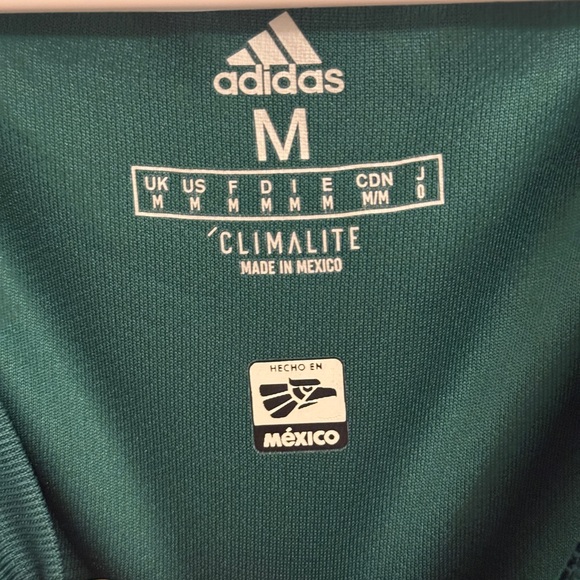 adidas
M
UK US F D I E CDN J
M M M M M M M/M O
CLIMALITE
MADE IN MEXICO
HECHO EN
MéXICO